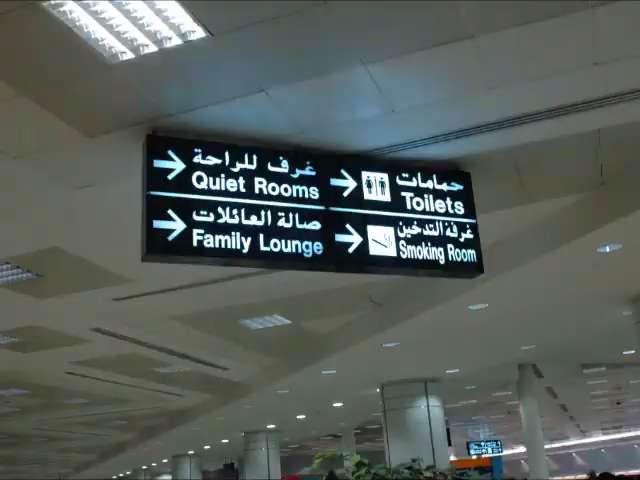 غرف للراحة
Quiet Rooms
حمامات
Toilets
صالة العائلات
Family Lounge
غرفة التدخين
Smoking Room